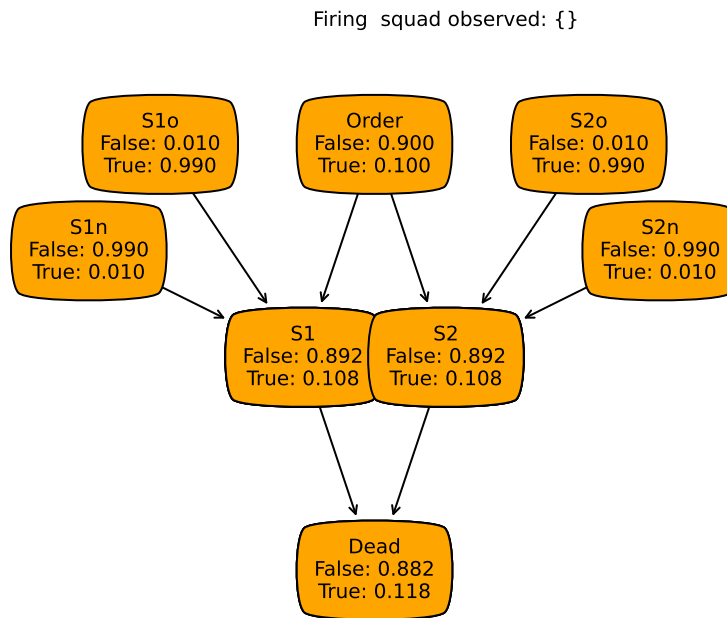 Firing  squad observed: {}
S1o
False: 0.010
True: 0.990
Order
False: 0.900
True: 0.100
S2o
False: 0.010
True: 0.990
S1n
False: 0.990
True: 0.010
S2n
False: 0.990
True: 0.010
S1
False: 0.892
True: 0.108
S2
False: 0.892
True: 0.108
Dead
False: 0.882
True: 0.118